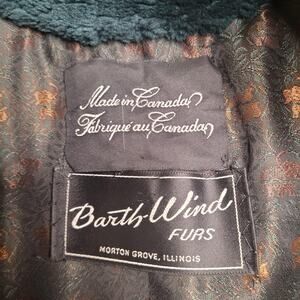 Made in Canada
Fabriqué au Canada
Barth-Wind
FURS
MORTON GROVE, ILLINOIS